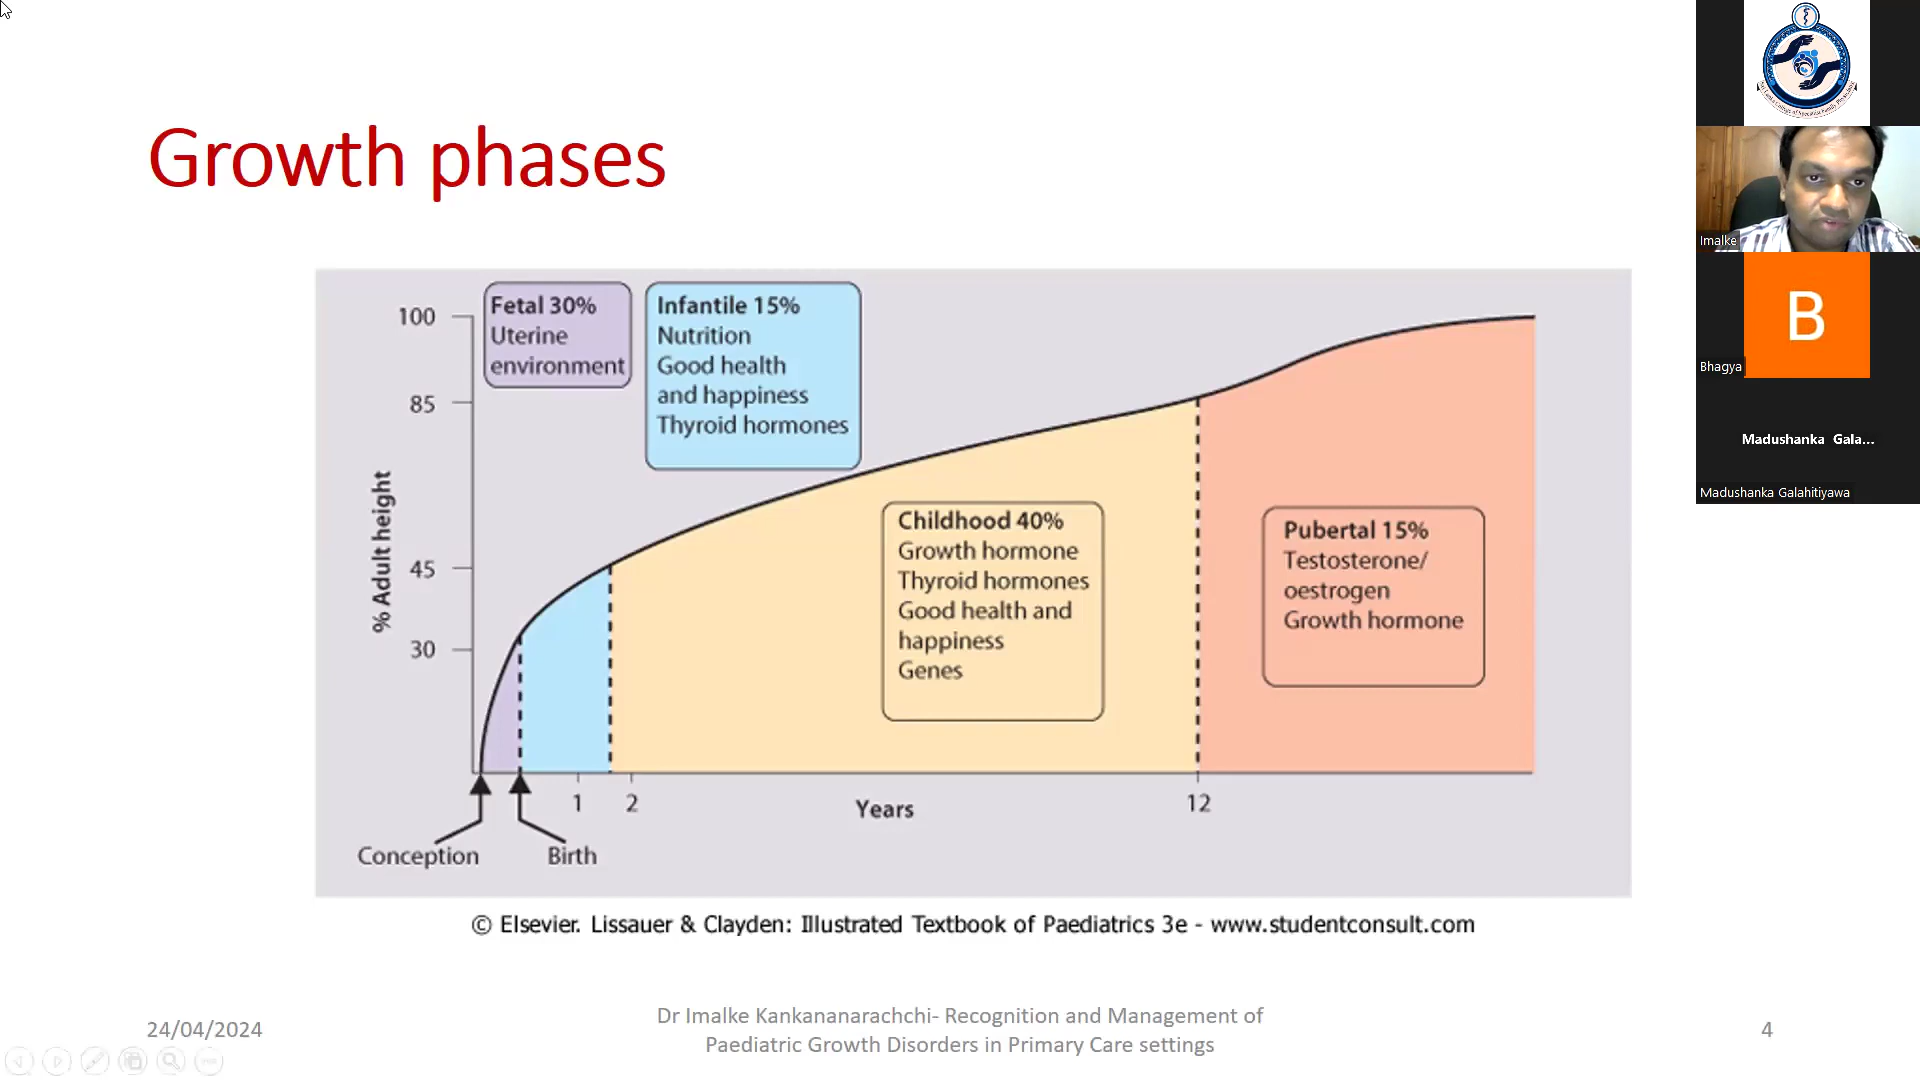 Growth phases
Fetal 30%
Uterine
environment
Infantile 15%
Nutrition
Good health
and happiness
Thyroid hormones
Childhood 40%
Growth hormone
Thyroid hormones
Good health and
happiness
Genes
Pubertal 15%
Testosterone/
oestrogen
Growth hormone
% Adult height
100
85
45
30
1
2
Years
12
Conception
Birth
© Elsevier. Lissauer & Clayden: Illustrated Textbook of Paediatrics 3e - www.studentconsult.com
24/04/2024
Dr Imalke Kankananarachchi- Recognition and Management of
Paediatric Growth Disorders in Primary Care settings
4
Imalke
B
Bhagya
Madushanka Gala...
Madushanka Galahitiyawa